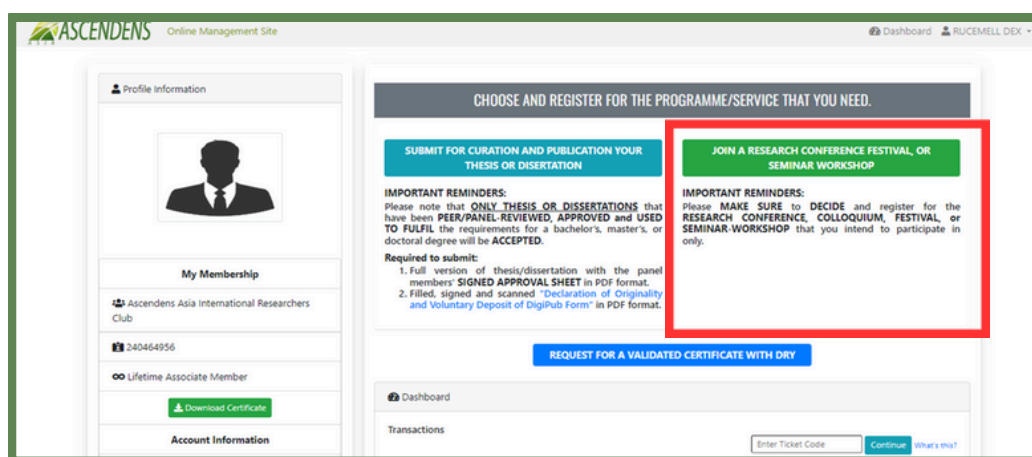 ASCENDENS
ASIA
Online Management Site
Dashboard
RUCEMELL DEX
Profile Information
My Membership
Ascendens Asia International Researchers
Club
240464956
Lifetime Associate Member
Download Certificate
Account Information
CHOOSE AND REGISTER FOR THE PROGRAMME/SERVICE THAT YOU NEED.
SUBMIT FOR CURATION AND PUBLICATION YOUR
THESIS OR DISERTATION
IMPORTANT REMINDERS:
Please note that ONLY THESIS OR DISSERTATIONS that
have been PEER/PANEL-REVIEWED, APPROVED and USED
TO FULFIL the requirements for a bachelor's, master's, or
doctoral degree will be ACCEPTED.
Required to submit:
1. Full version of thesis/dissertation with the panel
members' SIGNED APPROVAL SHEET in PDF format.
2. Filled, signed and scanned "Declaration of Originality
and Voluntary Deposit of DigiPub Form" in PDF format.
JOIN A RESEARCH CONFERENCE FESTIVAL, OR
SEMINAR WORKSHOP
IMPORTANT REMINDERS:
Please MAKE SURE to DECIDE and register for the
RESEARCH CONFERENCE, COLLOQUIUM, FESTIVAL, or
SEMINAR-WORKSHOP that you intend to participate in
only.
REQUEST FOR A VALIDATED CERTIFICATE WITH DRY
Dashboard
Transactions
Enter Ticket Code
Continue
What's this?